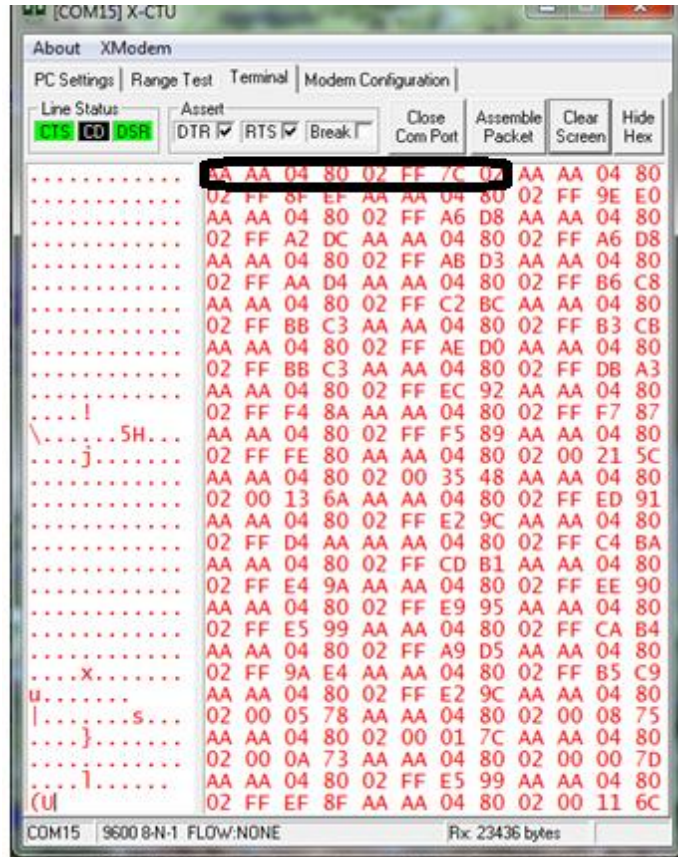 [COM15] X-CTU
About XModem
PC Settings Range Test Terminal Modem Configuration
Line Status Assert
CTS CD DSR DTR RTS Break
Close Com Port
Assemble Packet
Clear Screen
Hide Hex
....!
\......5H...
....j.......
....x.......
u.......
|.......s...
....}.......
....l......
(U
AA AA 04 80 02 FF 7C 02 AA AA 04 80
02 FF 8F EF AA AA 04 80 02 FF 9E E0
AA AA 04 80 02 FF A6 D8 AA AA 04 80
02 FF A2 DC AA AA 04 80 02 FF A6 D8
AA AA 04 80 02 FF AB D3 AA AA 04 80
02 FF AA D4 AA AA 04 80 02 FF B6 C8
AA AA 04 80 02 FF C2 BC AA AA 04 80
02 FF BB C3 AA AA 04 80 02 FF B3 CB
AA AA 04 80 02 FF AE D0 AA AA 04 80
02 FF BB C3 AA AA 04 80 02 FF DB A3
AA AA 04 80 02 FF EC 92 AA AA 04 80
02 FF F4 8A AA AA 04 80 02 FF F7 87
AA AA 04 80 02 FF F5 89 AA AA 04 80
02 FF FE 80 AA AA 04 80 02 00 21 5C
AA AA 04 80 02 00 35 48 AA AA 04 80
02 00 13 6A AA AA 04 80 02 FF ED 91
AA AA 04 80 02 FF E2 9C AA AA 04 80
02 FF D4 AA AA AA 04 80 02 FF C4 BA
AA AA 04 80 02 FF CD B1 AA AA 04 80
02 FF E4 9A AA AA 04 80 02 FF EE 90
AA AA 04 80 02 FF E9 95 AA AA 04 80
02 FF E5 99 AA AA 04 80 02 FF CA B4
AA AA 04 80 02 FF A9 D5 AA AA 04 80
02 FF 9A E4 AA AA 04 80 02 FF B5 C9
AA AA 04 80 02 FF E2 9C AA AA 04 80
02 00 05 78 AA AA 04 80 02 00 08 75
AA AA 04 80 02 00 01 7C AA AA 04 80
02 00 0A 73 AA AA 04 80 02 00 00 7D
AA AA 04 80 02 FF E5 99 AA AA 04 80
02 FF EF 8F AA AA 04 80 02 00 11 6C
COM15 9600 8-N-1 FLOW:NONE Rx: 23436 bytes